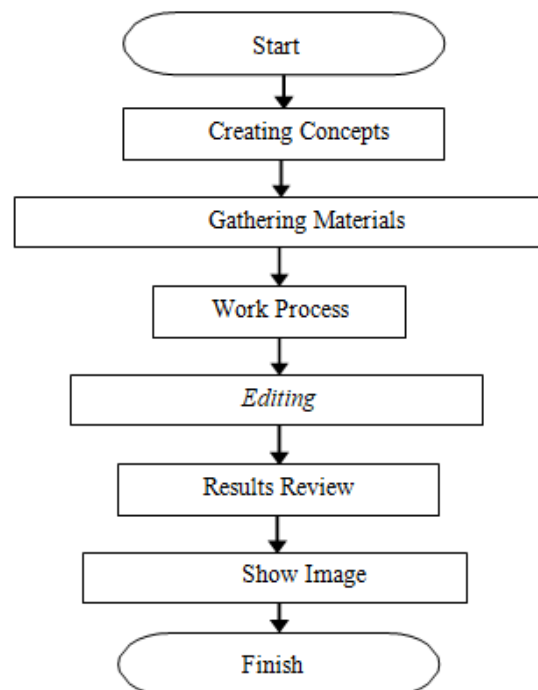 Start
Creating Concepts
Gathering Materials
Work Process
Editing
Results Review
Show Image
Finish